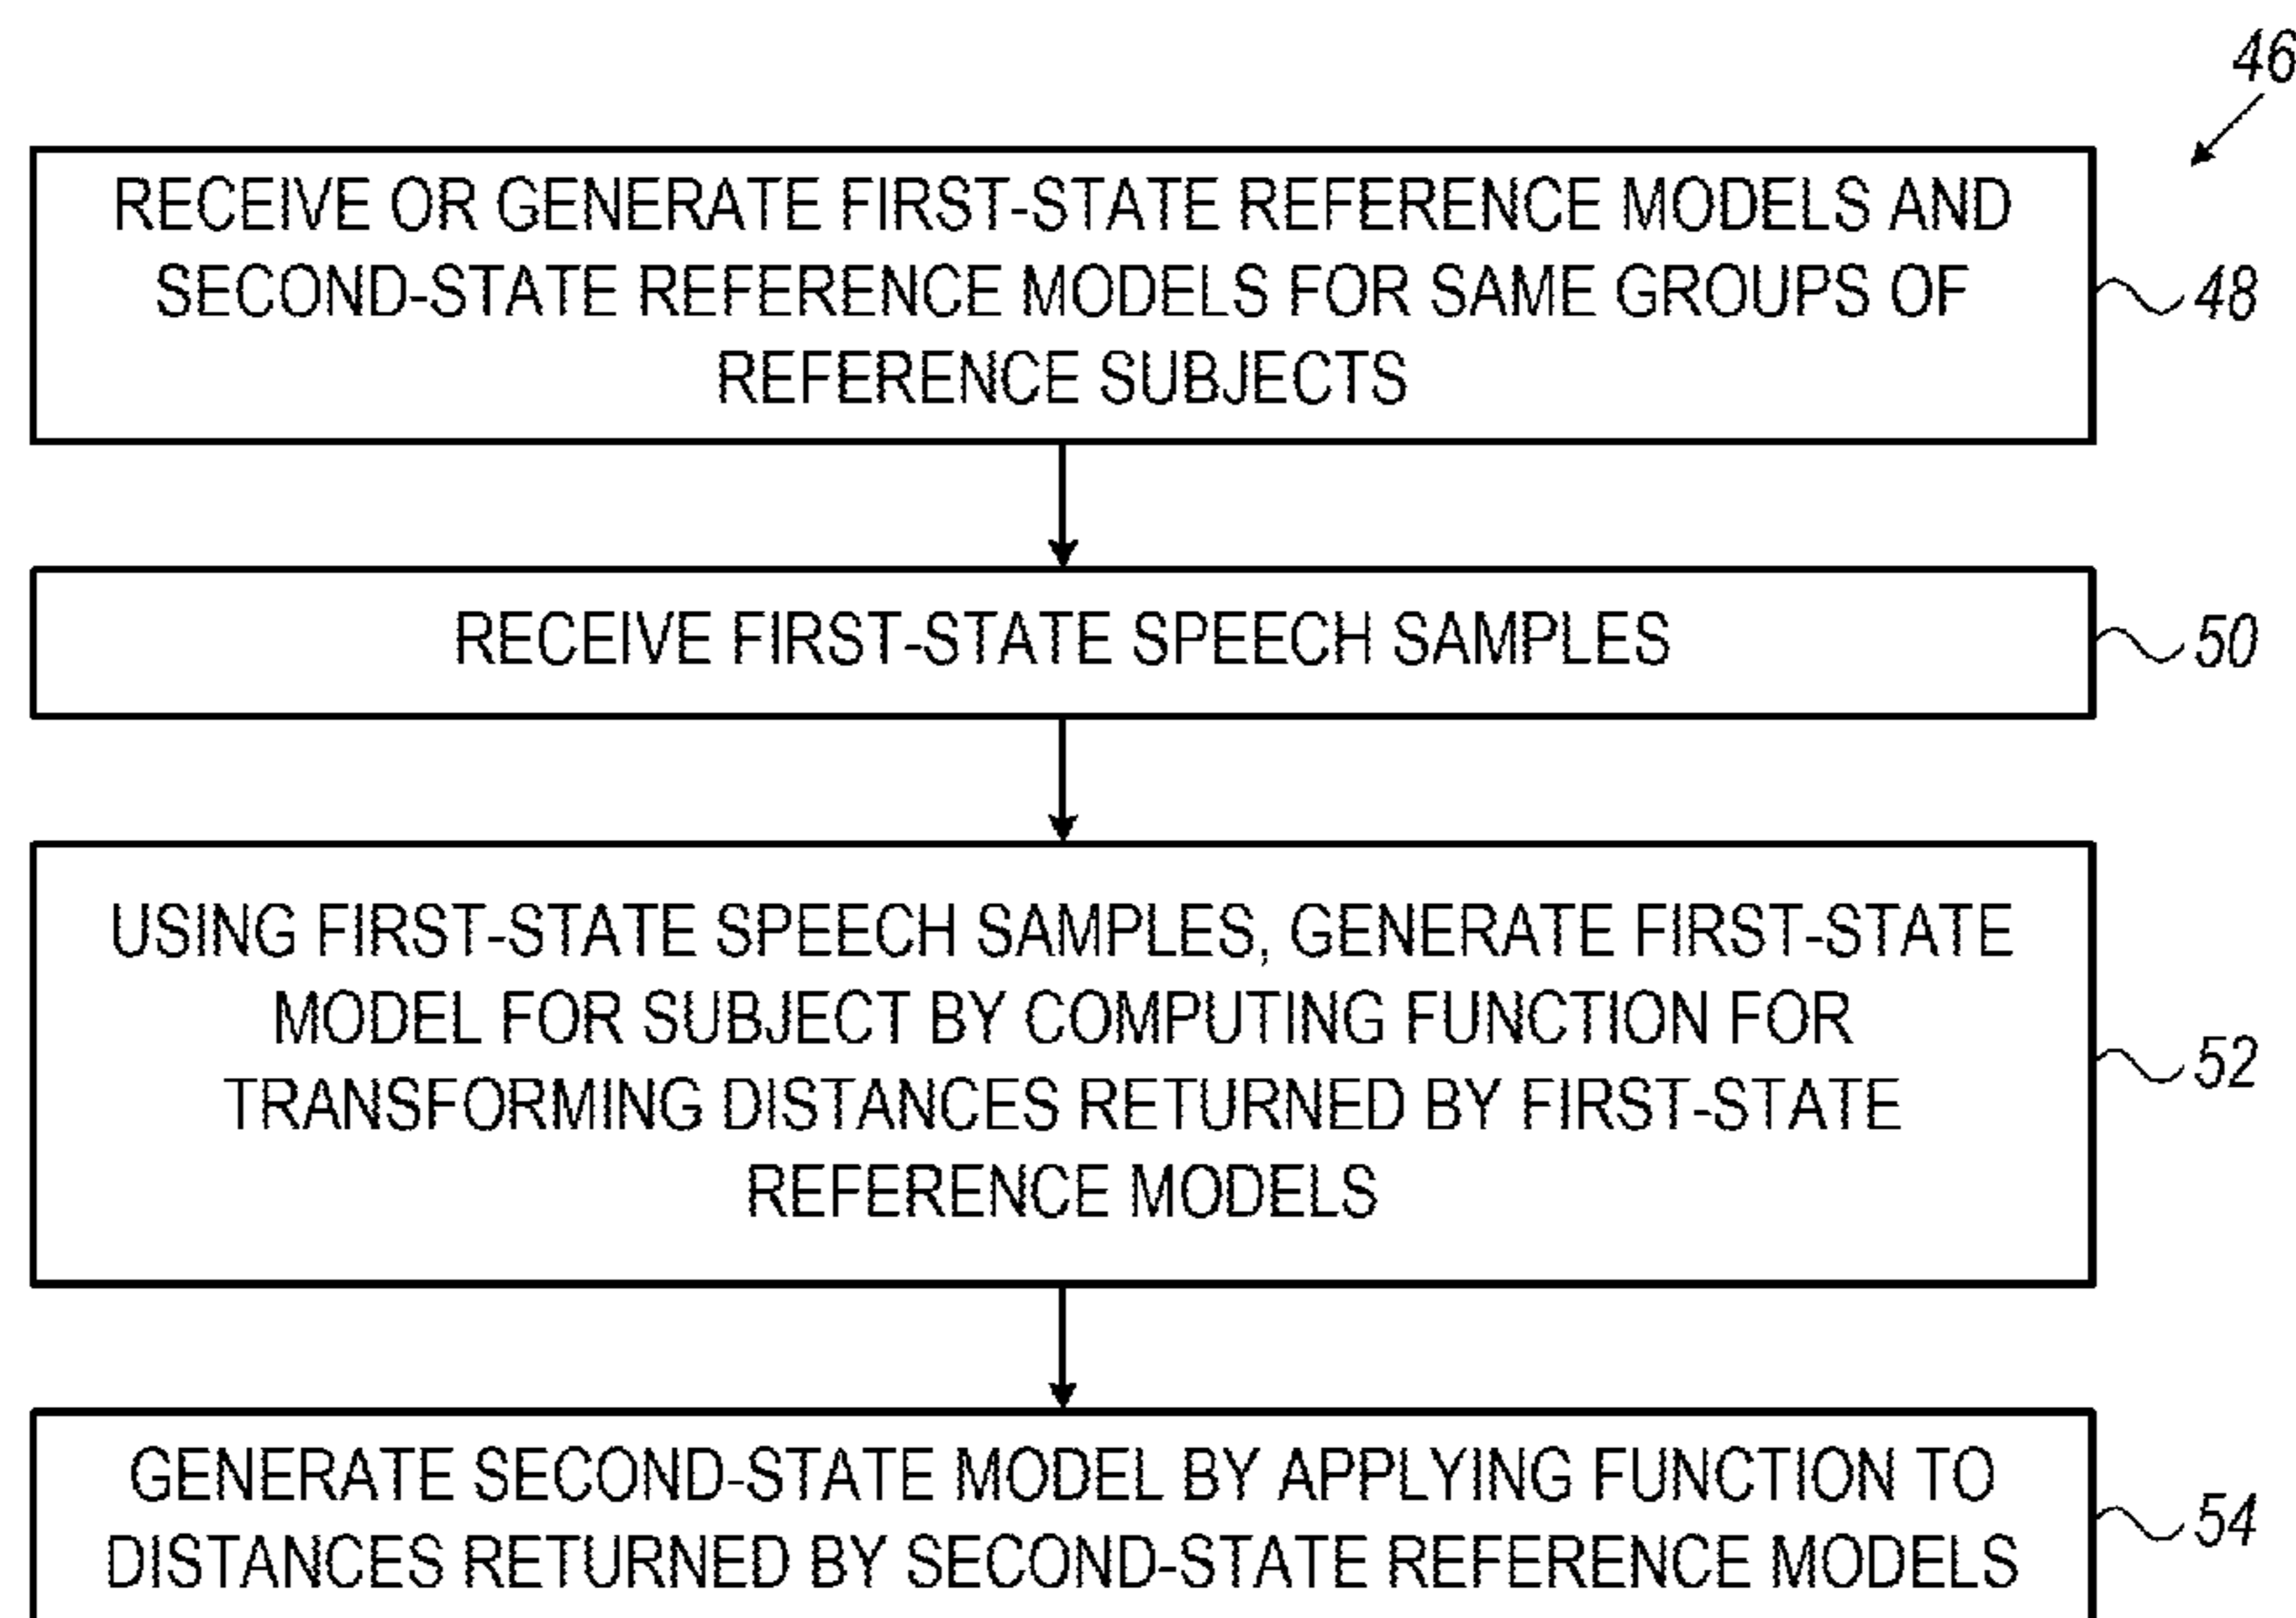 46
RECEIVE OR GENERATE FIRST-STATE REFERENCE MODELS AND
SECOND-STATE REFERENCE MODELS FOR SAME GROUPS OF
REFERENCE SUBJECTS
48
RECEIVE FIRST-STATE SPEECH SAMPLES
50
USING FIRST-STATE SPEECH SAMPLES, GENERATE FIRST-STATE
MODEL FOR SUBJECT BY COMPUTING FUNCTION FOR
TRANSFORMING DISTANCES RETURNED BY FIRST-STATE
REFERENCE MODELS
52
GENERATE SECOND-STATE MODEL BY APPLYING FUNCTION TO
DISTANCES RETURNED BY SECOND-STATE REFERENCE MODELS
54